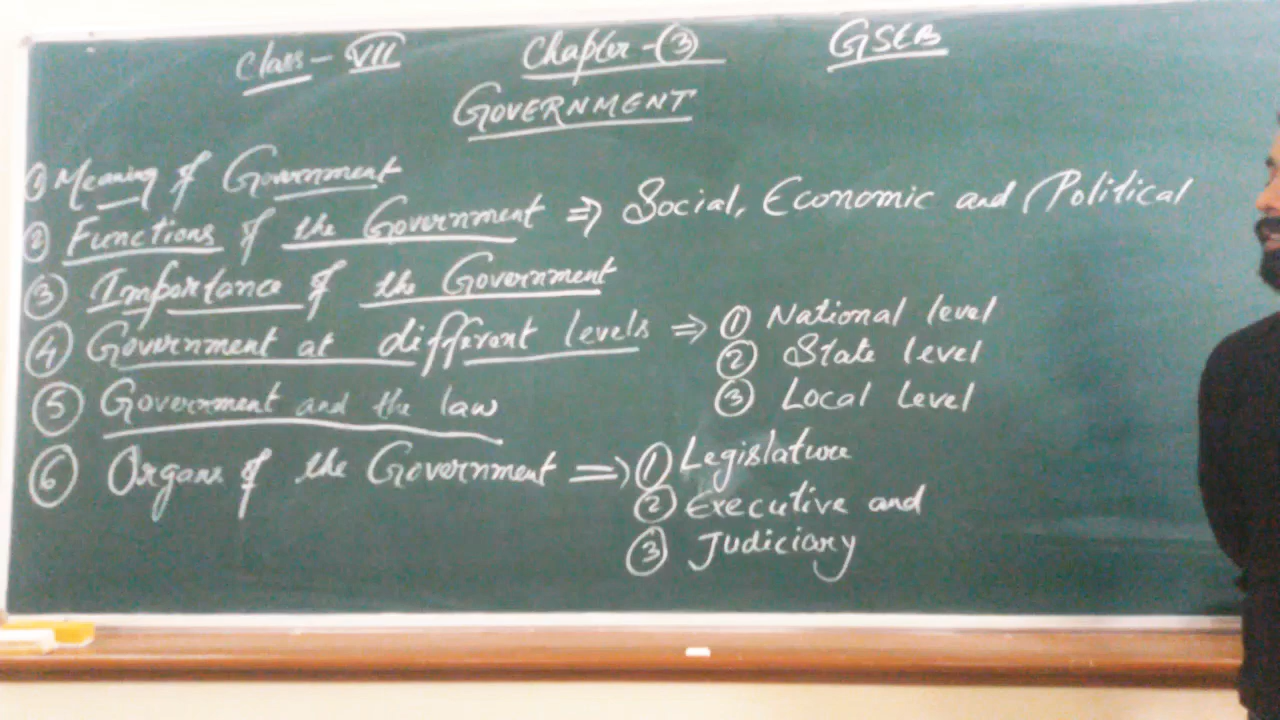 Class - VII Chapter - (3) GSEB
GOVERNMENT
① Meaning of Government
② Functions of the Government ⇒ Social, Economic and Political
③ Importance of the Government
④ Government at different levels ⇒ ① National level
② State level
③ Local Level
⑤ Government and the law
⑥ Organs of the Government ⇒ ① Legislature
② Executive and
③ Judiciary